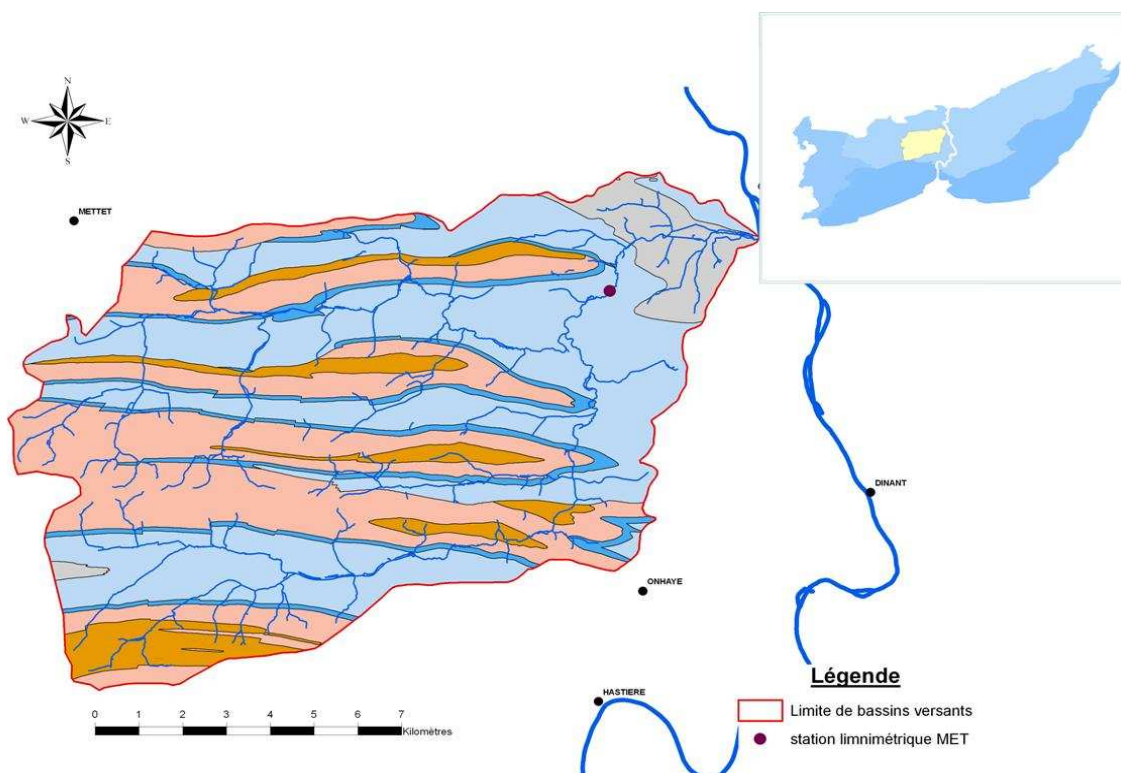 N
W E
S
METTET
DINANT
ONHAYE
HASTIERE
0 1 2 3 4 5 6 7
Kilomètres
Légende
Limite de bassins versants
station limnimétrique MET